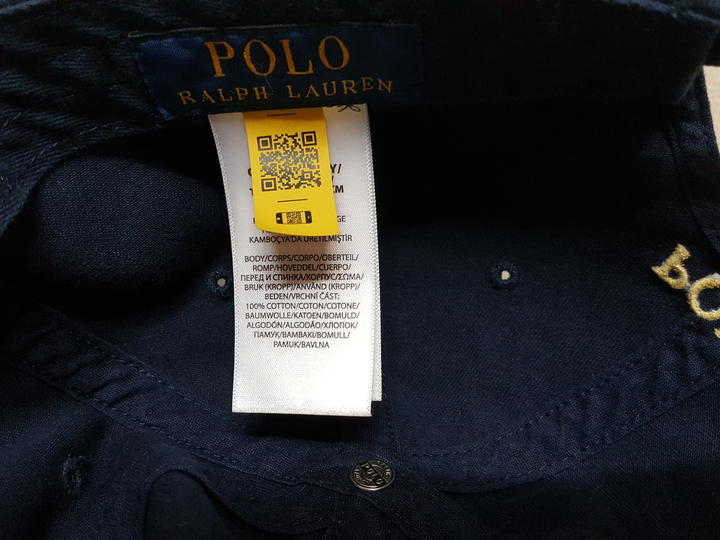 POLO
RALPH LAUREN
KAMBOÇYA'DA ÜRETİLMİŞTİR
BODY/CORPS/CORPO/OBERTEIL/
ROMP/HOVEDDEL/CUERPO/
ПЕРЕД И СПИНКА/КОРПУС/ΣΩΜΑ/
BRUK (KROPP)/ANVÄND (KROPP)/
BEDEN/VRCHNÍ ČÁST:
100% COTTON/COTON/COTONE/
BAUMWOLLE/KATOEN/BOMULD/
ALGODÓN/ALGODÃO/ХЛОПОК/
ПАМУК/ΒΑΜΒΑΚΙ/BOMULL/
PAMUK/BAVLNA
POLO